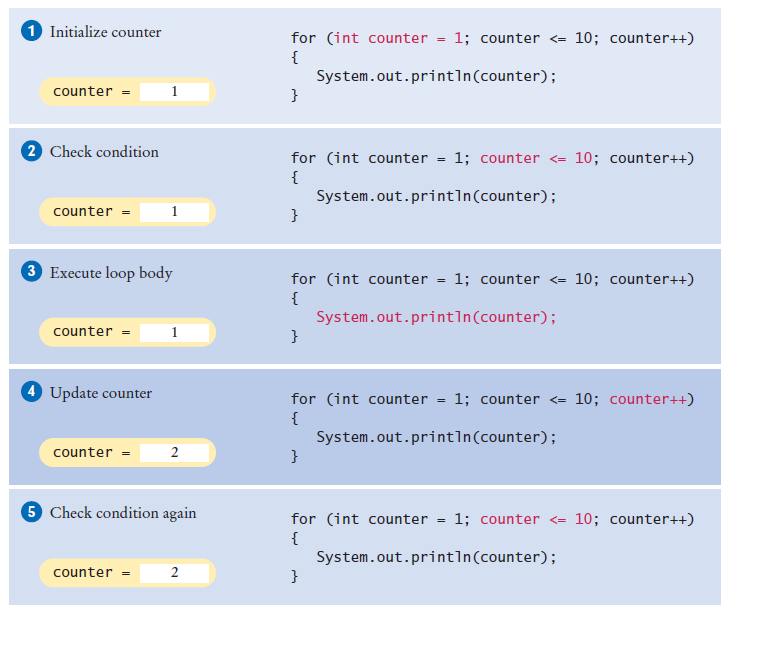 1 Initialize counter
for (int counter = 1; counter <= 10; counter++)
{
System.out.println(counter);
}
counter = 1
2 Check condition
for (int counter = 1; counter <= 10; counter++)
{
System.out.println(counter);
}
counter = 1
3 Execute loop body
for (int counter = 1; counter <= 10; counter++)
{
System.out.println(counter);
}
counter = 1
4 Update counter
for (int counter = 1; counter <= 10; counter++)
{
System.out.println(counter);
}
counter = 2
5 Check condition again
for (int counter = 1; counter <= 10; counter++)
{
System.out.println(counter);
}
counter = 2